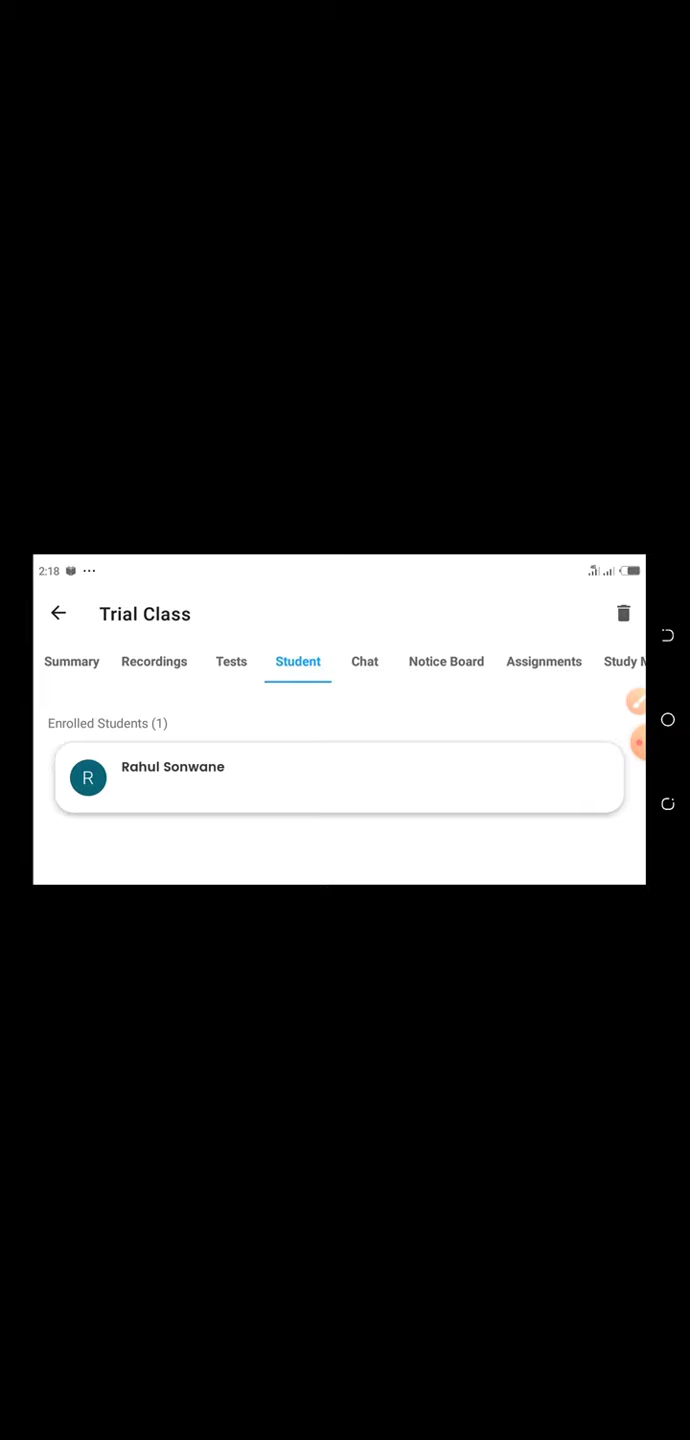 2:18
Trial Class
Summary Recordings Tests Student Chat Notice Board Assignments Study M
Enrolled Students (1)
R Rahul Sonwane